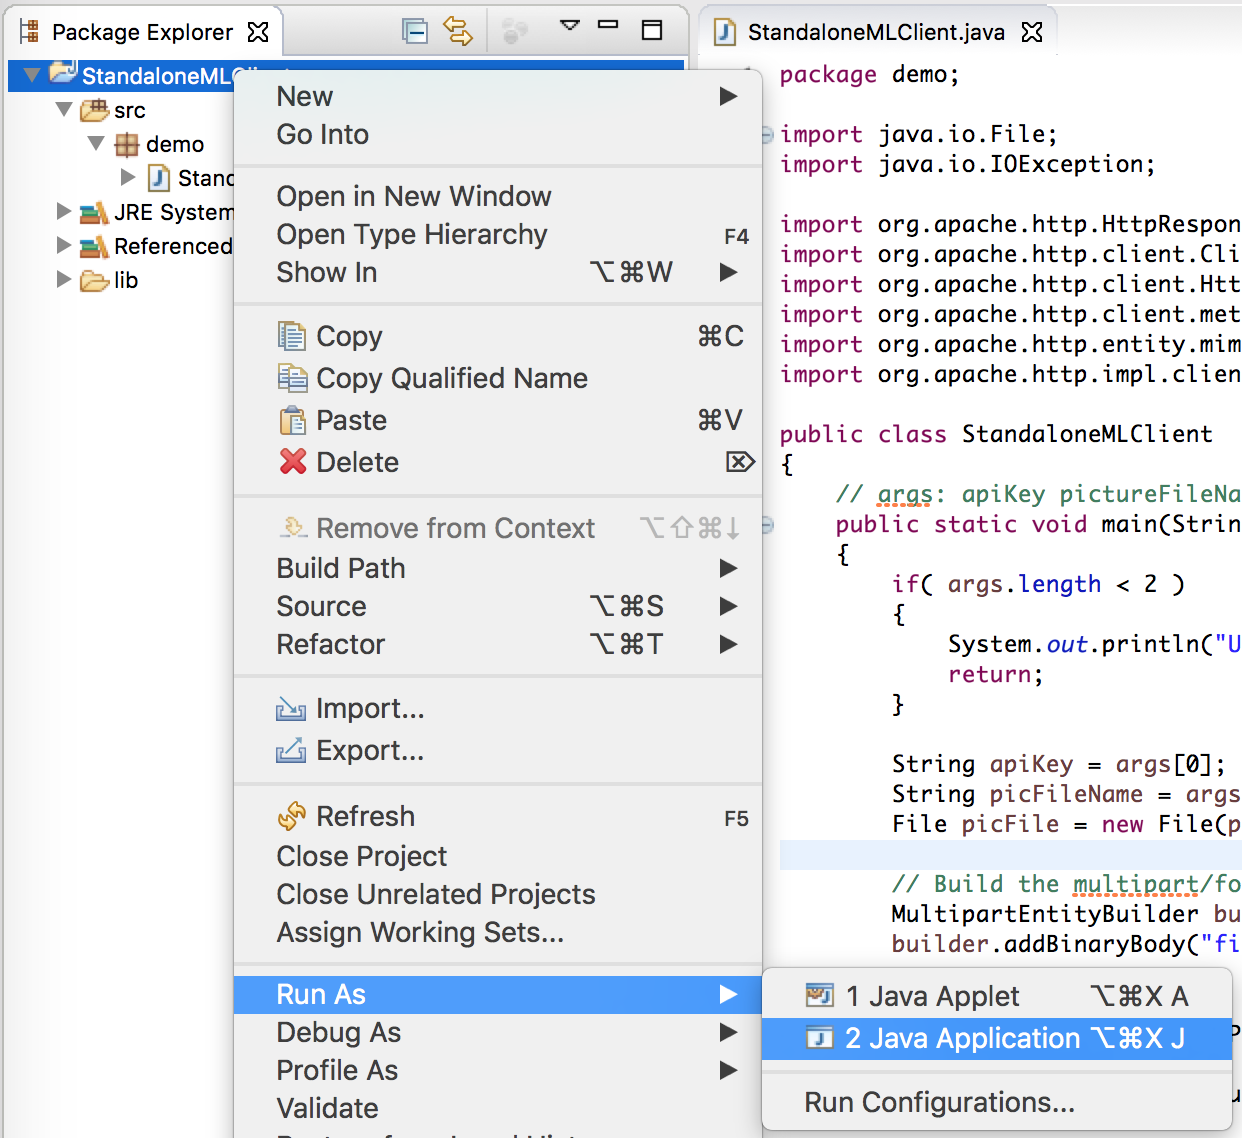 Package Explorer
StandaloneMLClient.java
StandaloneMLClient
src
demo
Stand
JRE System
Referenced
lib
New
Go Into
Open in New Window
Open Type Hierarchy F4
Show In ⌥⌘W
Copy ⌘C
Copy Qualified Name
Paste ⌘V
Delete ⌦
Remove from Context ⌥⇧⌘↓
Build Path
Source ⌥⌘S
Refactor ⌥⌘T
Import...
Export...
Refresh F5
Close Project
Close Unrelated Projects
Assign Working Sets...
Run As
Debug As
Profile As
Validate
1 Java Applet ⌥⌘X A
2 Java Application ⌥⌘X J
Run Configurations...
package demo;
import java.io.File;
import java.io.IOException;
import org.apache.http.HttpRespon
import org.apache.http.client.Cli
import org.apache.http.client.Htt
import org.apache.http.client.met
import org.apache.http.entity.mim
import org.apache.http.impl.clien
public class StandaloneMLClient
{
// args: apiKey pictureFileNa
public static void main(Strin
{
if( args.length < 2 )
{
System.out.println("U
return;
}
String apiKey = args[0];
String picFileName = args
File picFile = new File(p
// Build the multipart/fo
MultipartEntityBuilder bu
builder.addBinaryBody("fi